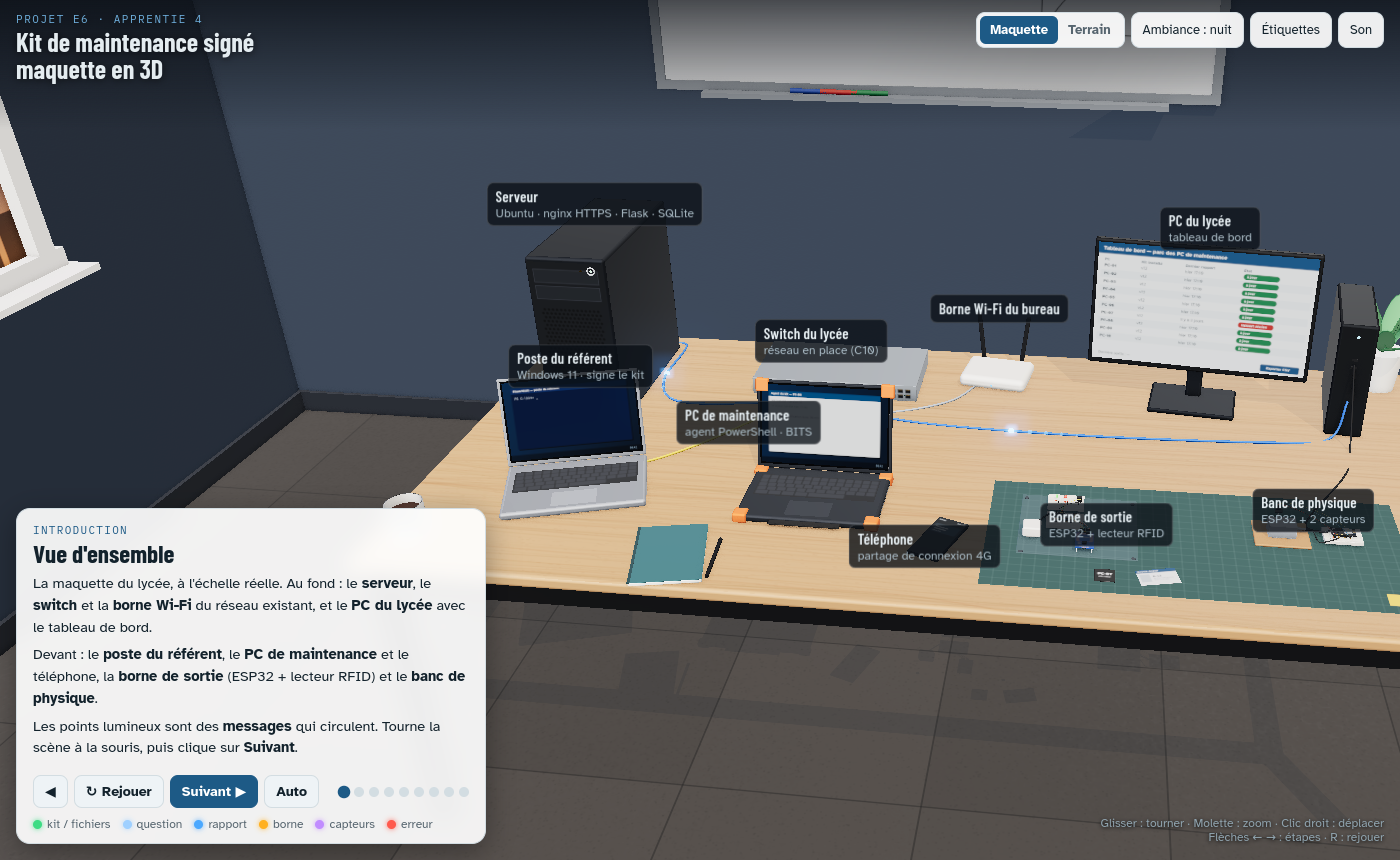 PROJET E6 · APPRENTIE 4
Kit de maintenance signé
maquette en 3D
Maquette
Terrain
Ambiance : nuit
Étiquettes
Son
Serveur
Ubuntu · nginx HTTPS · Flask · SQLite
PC du lycée
tableau de bord
Tableau de bord — parc des PC de maintenance
Borne Wi-Fi du bureau
Switch du lycée
réseau en place (C10)
Poste du référent
Windows 11 · signe le kit
PC de maintenance
agent PowerShell · BITS
Borne de sortie
ESP32 + lecteur RFID
Banc de physique
ESP32 + 2 capteurs
Téléphone
partage de connexion 4G
INTRODUCTION
Vue d'ensemble
La maquette du lycée, à l'échelle réelle. Au fond : le serveur, le
switch et la borne Wi-Fi du réseau existant, et le PC du lycée avec
le tableau de bord.
Devant : le poste du référent, le PC de maintenance et le
téléphone, la borne de sortie (ESP32 + lecteur RFID) et le banc de
physique.
Les points lumineux sont des messages qui circulent. Tourne la
scène à la souris, puis clique sur Suivant.
◀
↻ Rejouer
Suivant ▶
Auto
kit / fichiers
question
rapport
borne
capteurs
erreur
Glisser : tourner · Molette : zoom · Clic droit : déplacer
Flèches ← → : étapes · R : rejouer